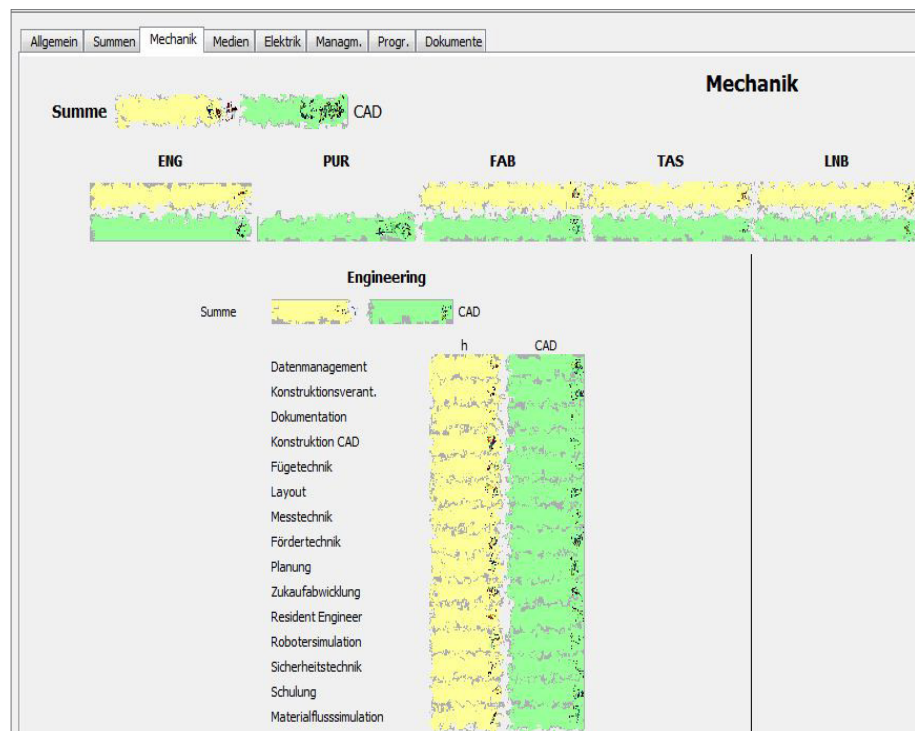 Allgemein Summen Mechanik Medien Elektrik Managm. Progr. Dokumente
Mechanik
Summe CAD
ENG PUR FAB TAS LNB
Engineering
Summe CAD
h CAD
Datenmanagement
Konstruktionsverant.
Dokumentation
Konstruktion CAD
Fügetechnik
Layout
Messtechnik
Fördertechnik
Planung
Zukaufabwicklung
Resident Engineer
Robotersimulation
Sicherheitstechnik
Schulung
Materialflusssimulation